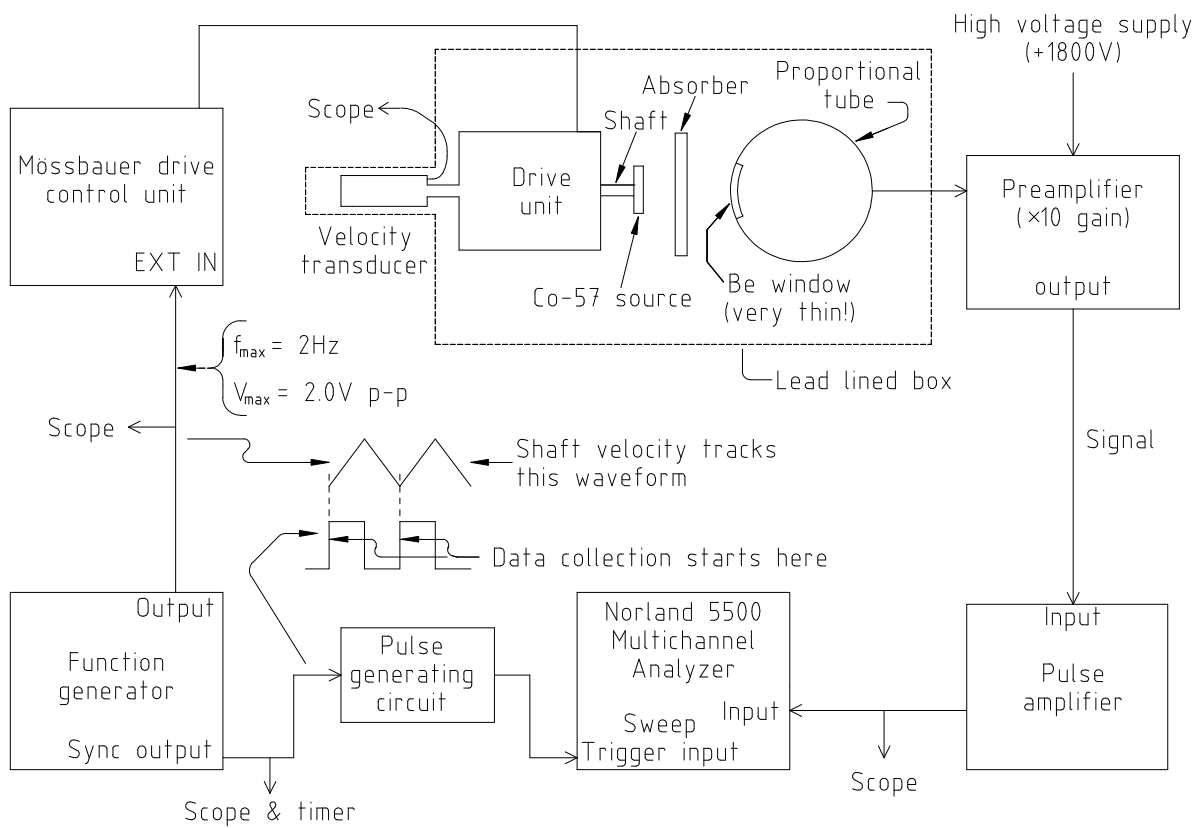 High voltage supply
(+1800V)
Proportional
tube
Absorber
Scope
Shaft
Mössbauer drive
control unit
EXT IN
Drive
unit
Preamplifier
(×10 gain)
output
Velocity
transducer
Co-57 source
Be window
(very thin!)
fmax = 2Hz
Vmax = 2.0V p-p
Lead lined box
Scope
Signal
Shaft velocity tracks
this waveform
Data collection starts here
Output
Function
generator
Sync output
Pulse
generating
circuit
Norland 5500
Multichannel
Analyzer
Input
Sweep
Trigger input
Input
Pulse
amplifier
Scope
Scope & timer